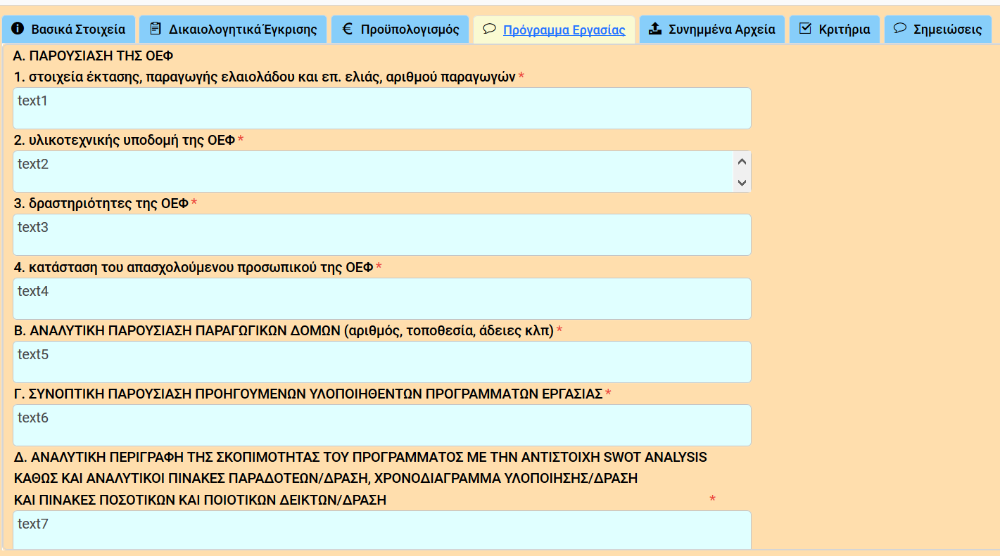 Βασικά Στοιχεία Δικαιολογητικά Έγκρισης € Προϋπολογισμός Πρόγραμμα Εργασίας Συνημμένα Αρχεία Κριτήρια Σημειώσεις
Α. ΠΑΡΟΥΣΙΑΣΗ ΤΗΣ ΟΕΦ
1. στοιχεία έκτασης, παραγωγής ελαιολάδου και επ. ελιάς, αριθμού παραγωγών *
text1
2. υλικοτεχνικής υποδομή της ΟΕΦ *
text2
3. δραστηριότητες της ΟΕΦ *
text3
4. κατάσταση του απασχολούμενου προσωπικού της ΟΕΦ *
text4
Β. ΑΝΑΛΥΤΙΚΗ ΠΑΡΟΥΣΙΑΣΗ ΠΑΡΑΓΩΓΙΚΩΝ ΔΟΜΩΝ (αριθμός, τοποθεσία, άδειες κλπ) *
text5
Γ. ΣΥΝΟΠΤΙΚΗ ΠΑΡΟΥΣΙΑΣΗ ΠΡΟΗΓΟΥΜΕΝΩΝ ΥΛΟΠΟΙΗΘΕΝΤΩΝ ΠΡΟΓΡΑΜΜΑΤΩΝ ΕΡΓΑΣΙΑΣ *
text6
Δ. ΑΝΑΛΥΤΙΚΗ ΠΕΡΙΓΡΑΦΗ ΤΗΣ ΣΚΟΠΙΜΟΤΗΤΑΣ ΤΟΥ ΠΡΟΓΡΑΜΜΑΤΟΣ ΜΕ ΤΗΝ ΑΝΤΙΣΤΟΙΧΗ SWOT ANALYSIS
ΚΑΘΩΣ ΚΑΙ ΑΝΑΛΥΤΙΚΟΙ ΠΙΝΑΚΕΣ ΠΑΡΑΔΟΤΕΩΝ/ΔΡΑΣΗ, ΧΡΟΝΟΔΙΑΓΡΑΜΜΑ ΥΛΟΠΟΙΗΣΗΣ/ΔΡΑΣΗ
ΚΑΙ ΠΙΝΑΚΕΣ ΠΟΣΟΤΙΚΩΝ ΚΑΙ ΠΟΙΟΤΙΚΩΝ ΔΕΙΚΤΩΝ/ΔΡΑΣΗ *
text7